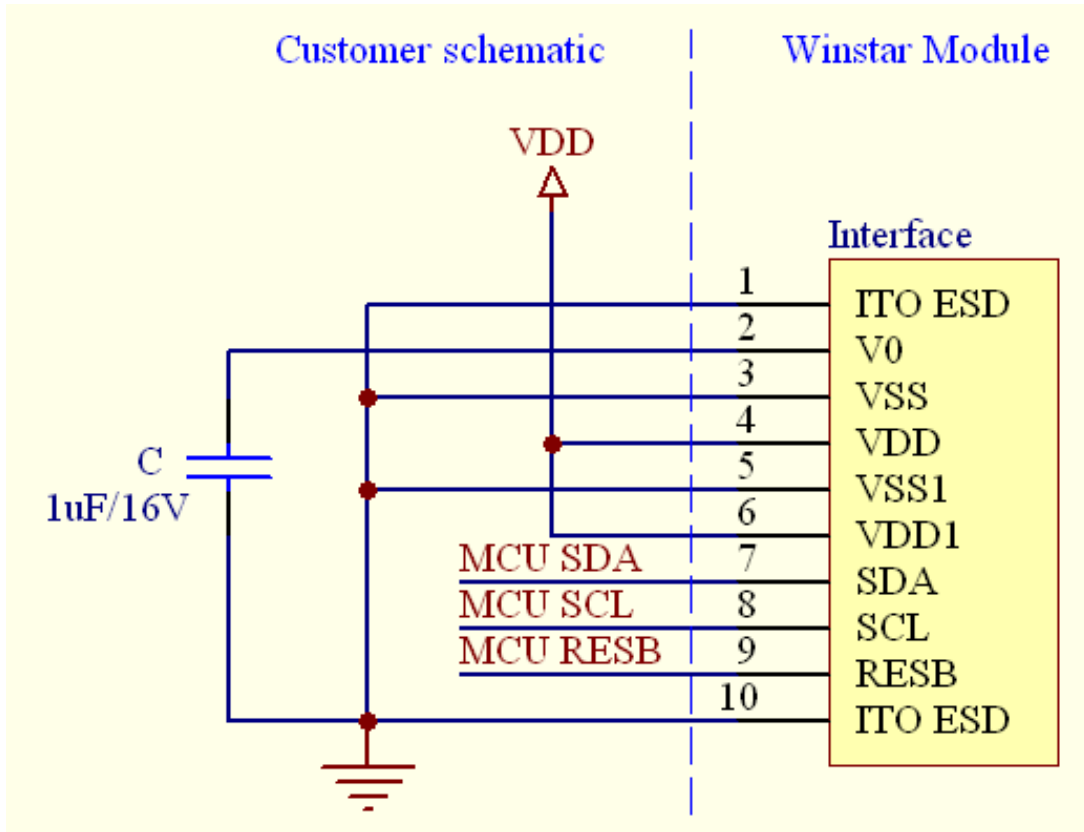 Customer schematic
Winstar Module
VDD
Interface
1
ITO ESD
2
V0
3
VSS
4
VDD
C
1uF/16V
5
VSS1
6
VDD1
MCU SDA
7
SDA
MCU SCL
8
SCL
MCU RESB
9
RESB
10
ITO ESD